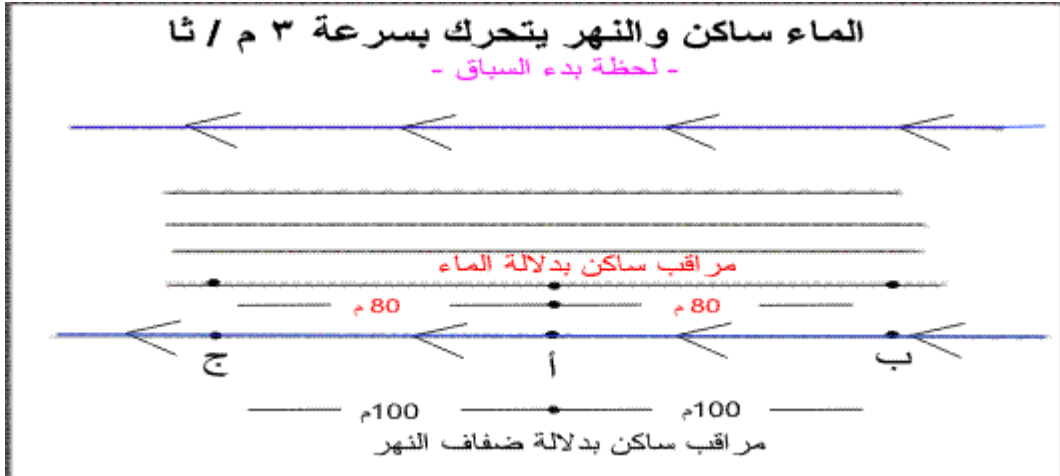 الماء ساكن والنهر يتحرك بسرعة ٣ م / ثا
- لحظة بدء السباق -
مراقب ساكن بدلالة الماء
80 م 80 م
ب أ ج
100م 100م
مراقب ساكن بدلالة ضفاف النهر